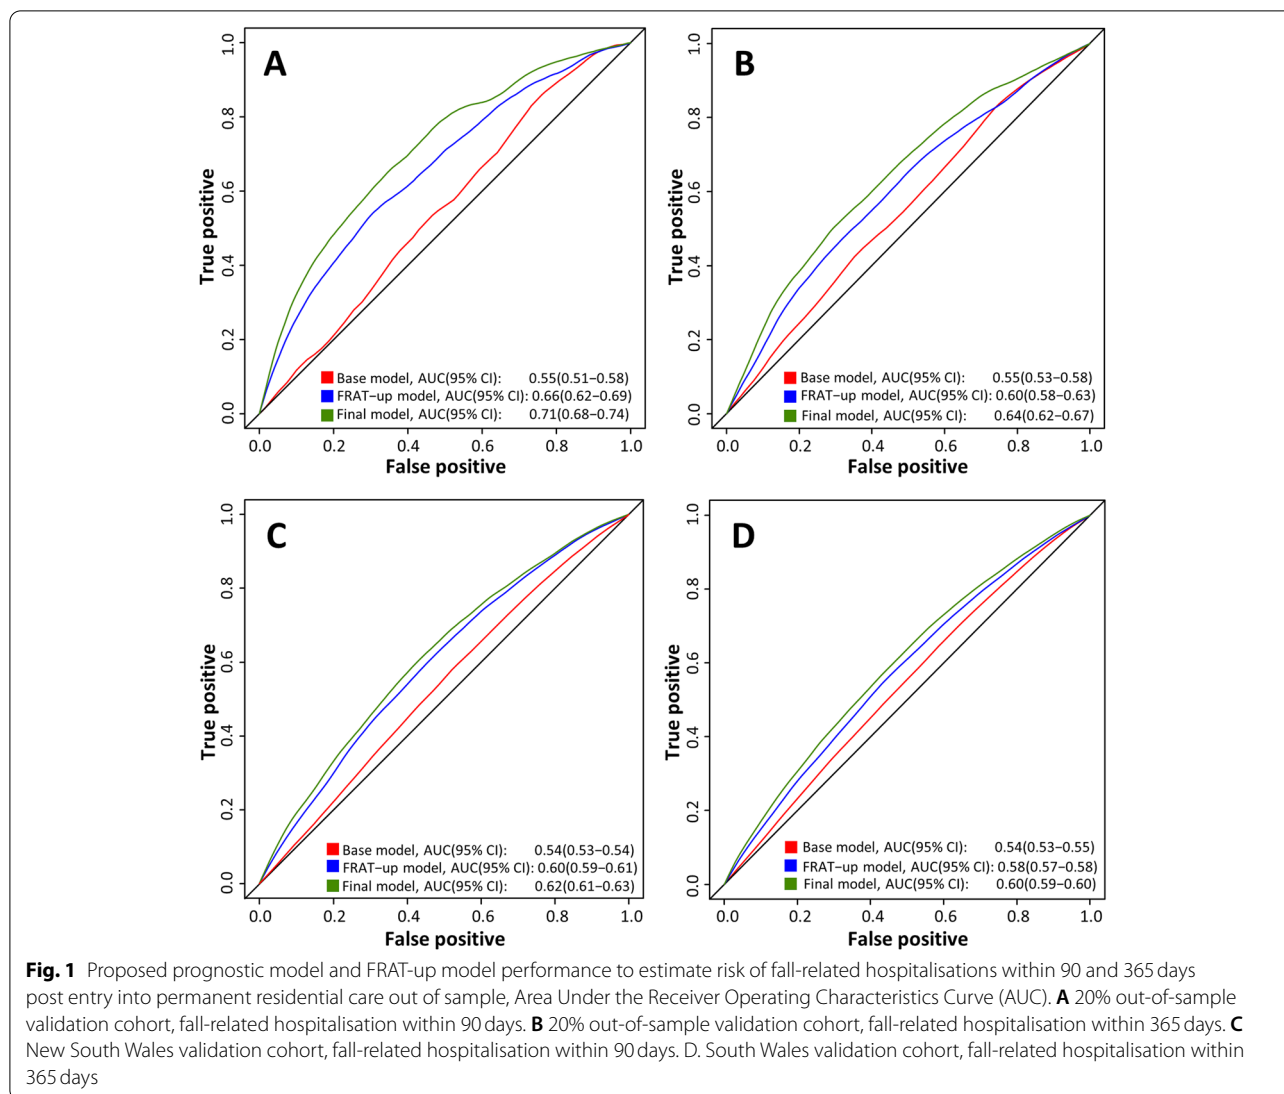 A
True positive
0.0 0.2 0.4 0.6 0.8 1.0
Base model, AUC(95% CI): 0.55(0.51–0.58)
FRAT–up model, AUC(95% CI): 0.66(0.62–0.69)
Final model, AUC(95% CI): 0.71(0.68–0.74)
0.0 0.2 0.4 0.6 0.8 1.0
False positive
B
True positive
0.0 0.2 0.4 0.6 0.8 1.0
Base model, AUC(95% CI): 0.55(0.53–0.58)
FRAT–up model, AUC(95% CI): 0.60(0.58–0.63)
Final model, AUC(95% CI): 0.64(0.62–0.67)
0.0 0.2 0.4 0.6 0.8 1.0
False positive
C
True positive
0.0 0.2 0.4 0.6 0.8 1.0
Base model, AUC(95% CI): 0.54(0.53–0.54)
FRAT–up model, AUC(95% CI): 0.60(0.59–0.61)
Final model, AUC(95% CI): 0.62(0.61–0.63)
0.0 0.2 0.4 0.6 0.8 1.0
False positive
D
True positive
0.0 0.2 0.4 0.6 0.8 1.0
Base model, AUC(95% CI): 0.54(0.53–0.55)
FRAT–up model, AUC(95% CI): 0.58(0.57–0.58)
Final model, AUC(95% CI): 0.60(0.59–0.60)
0.0 0.2 0.4 0.6 0.8 1.0
False positive
Fig. 1 Proposed prognostic model and FRAT-up model performance to estimate risk of fall-related hospitalisations within 90 and 365 days
post entry into permanent residential care out of sample, Area Under the Receiver Operating Characteristics Curve (AUC). A 20% out-of-sample
validation cohort, fall-related hospitalisation within 90 days. B 20% out-of-sample validation cohort, fall-related hospitalisation within 365 days. C
New South Wales validation cohort, fall-related hospitalisation within 90 days. D. South Wales validation cohort, fall-related hospitalisation within
365 days